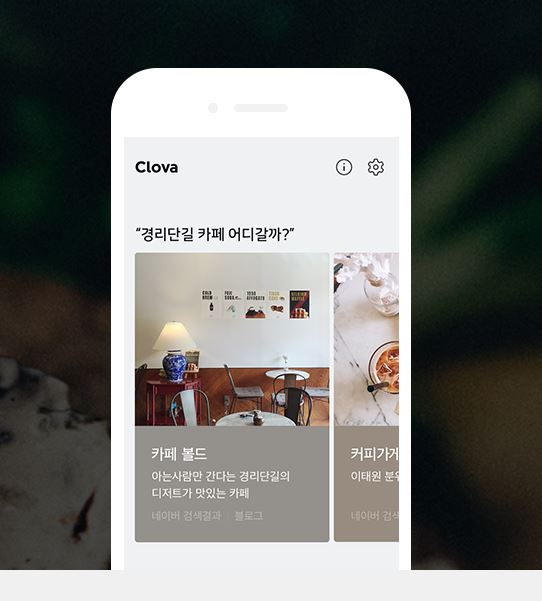 Clova
“경리단길 카페 어디갈까?”
COLD BREW
카페 볼드
아는사람만 간다는 경리단길의
디저트가 맛있는 카페
네이버 검색결과 | 블로그
커피가게
이태원 분위
네이버 검색